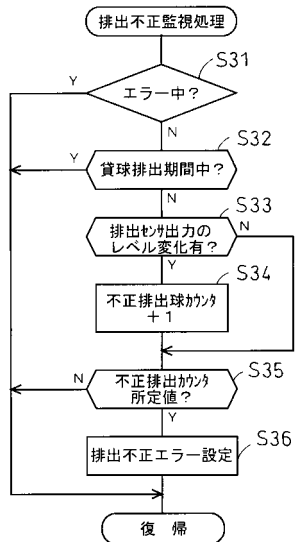 排出不正監視処理
S31
Y
エラー中?
N
S32
Y
貸球排出期間中?
N
S33
排出センサ出力の
レベル変化有?
N
Y
S34
不正排出球カウンタ
+1
S35
N
不正排出カウンタ
所定値?
Y
S36
排出不正エラー設定
復帰